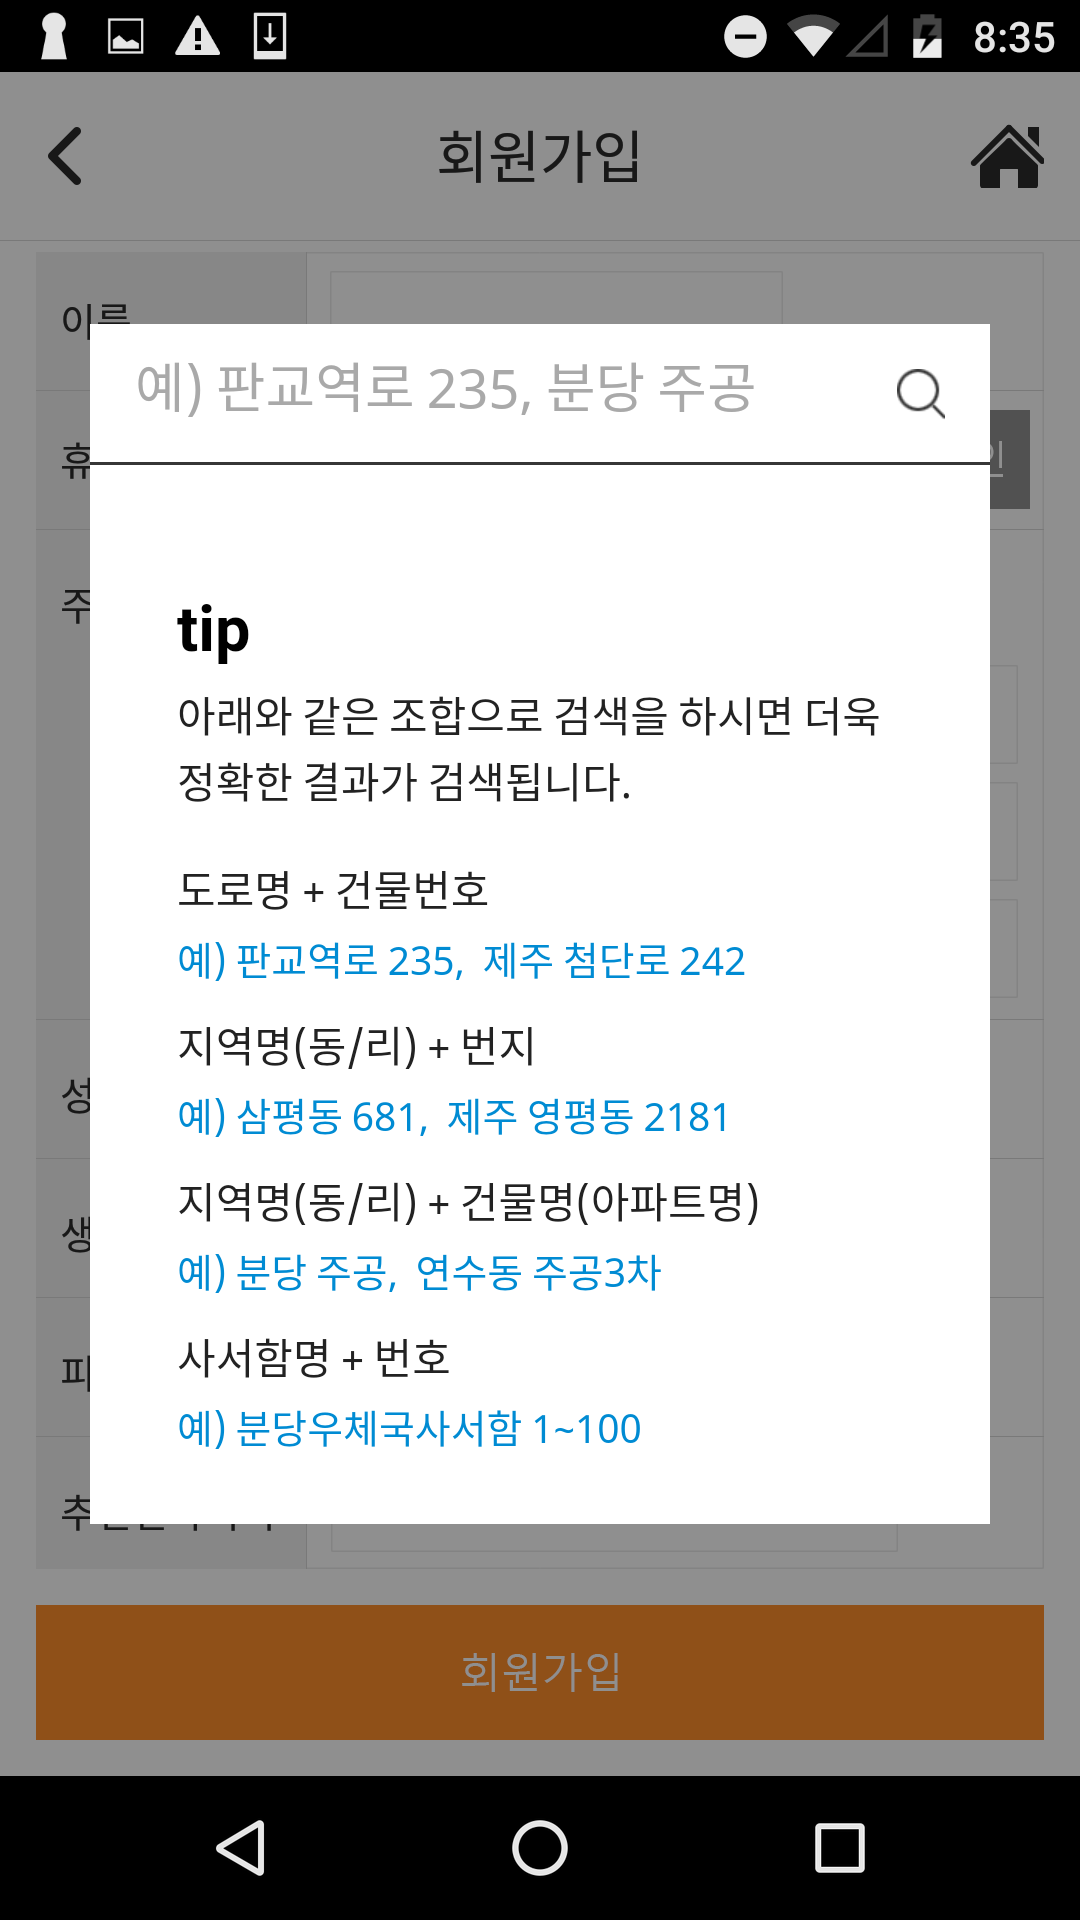 8:35
회원가입
이름
예) 판교역로 235, 분당 주공
tip
아래와 같은 조합으로 검색을 하시면 더욱
정확한 결과가 검색됩니다.
도로명 + 건물번호
예) 판교역로 235,  제주 첨단로 242
지역명(동/리) + 번지
예) 삼평동 681,  제주 영평동 2181
지역명(동/리) + 건물명(아파트명)
예) 분당 주공,  연수동 주공3차
사서함명 + 번호
예) 분당우체국사서함 1~100
회원가입